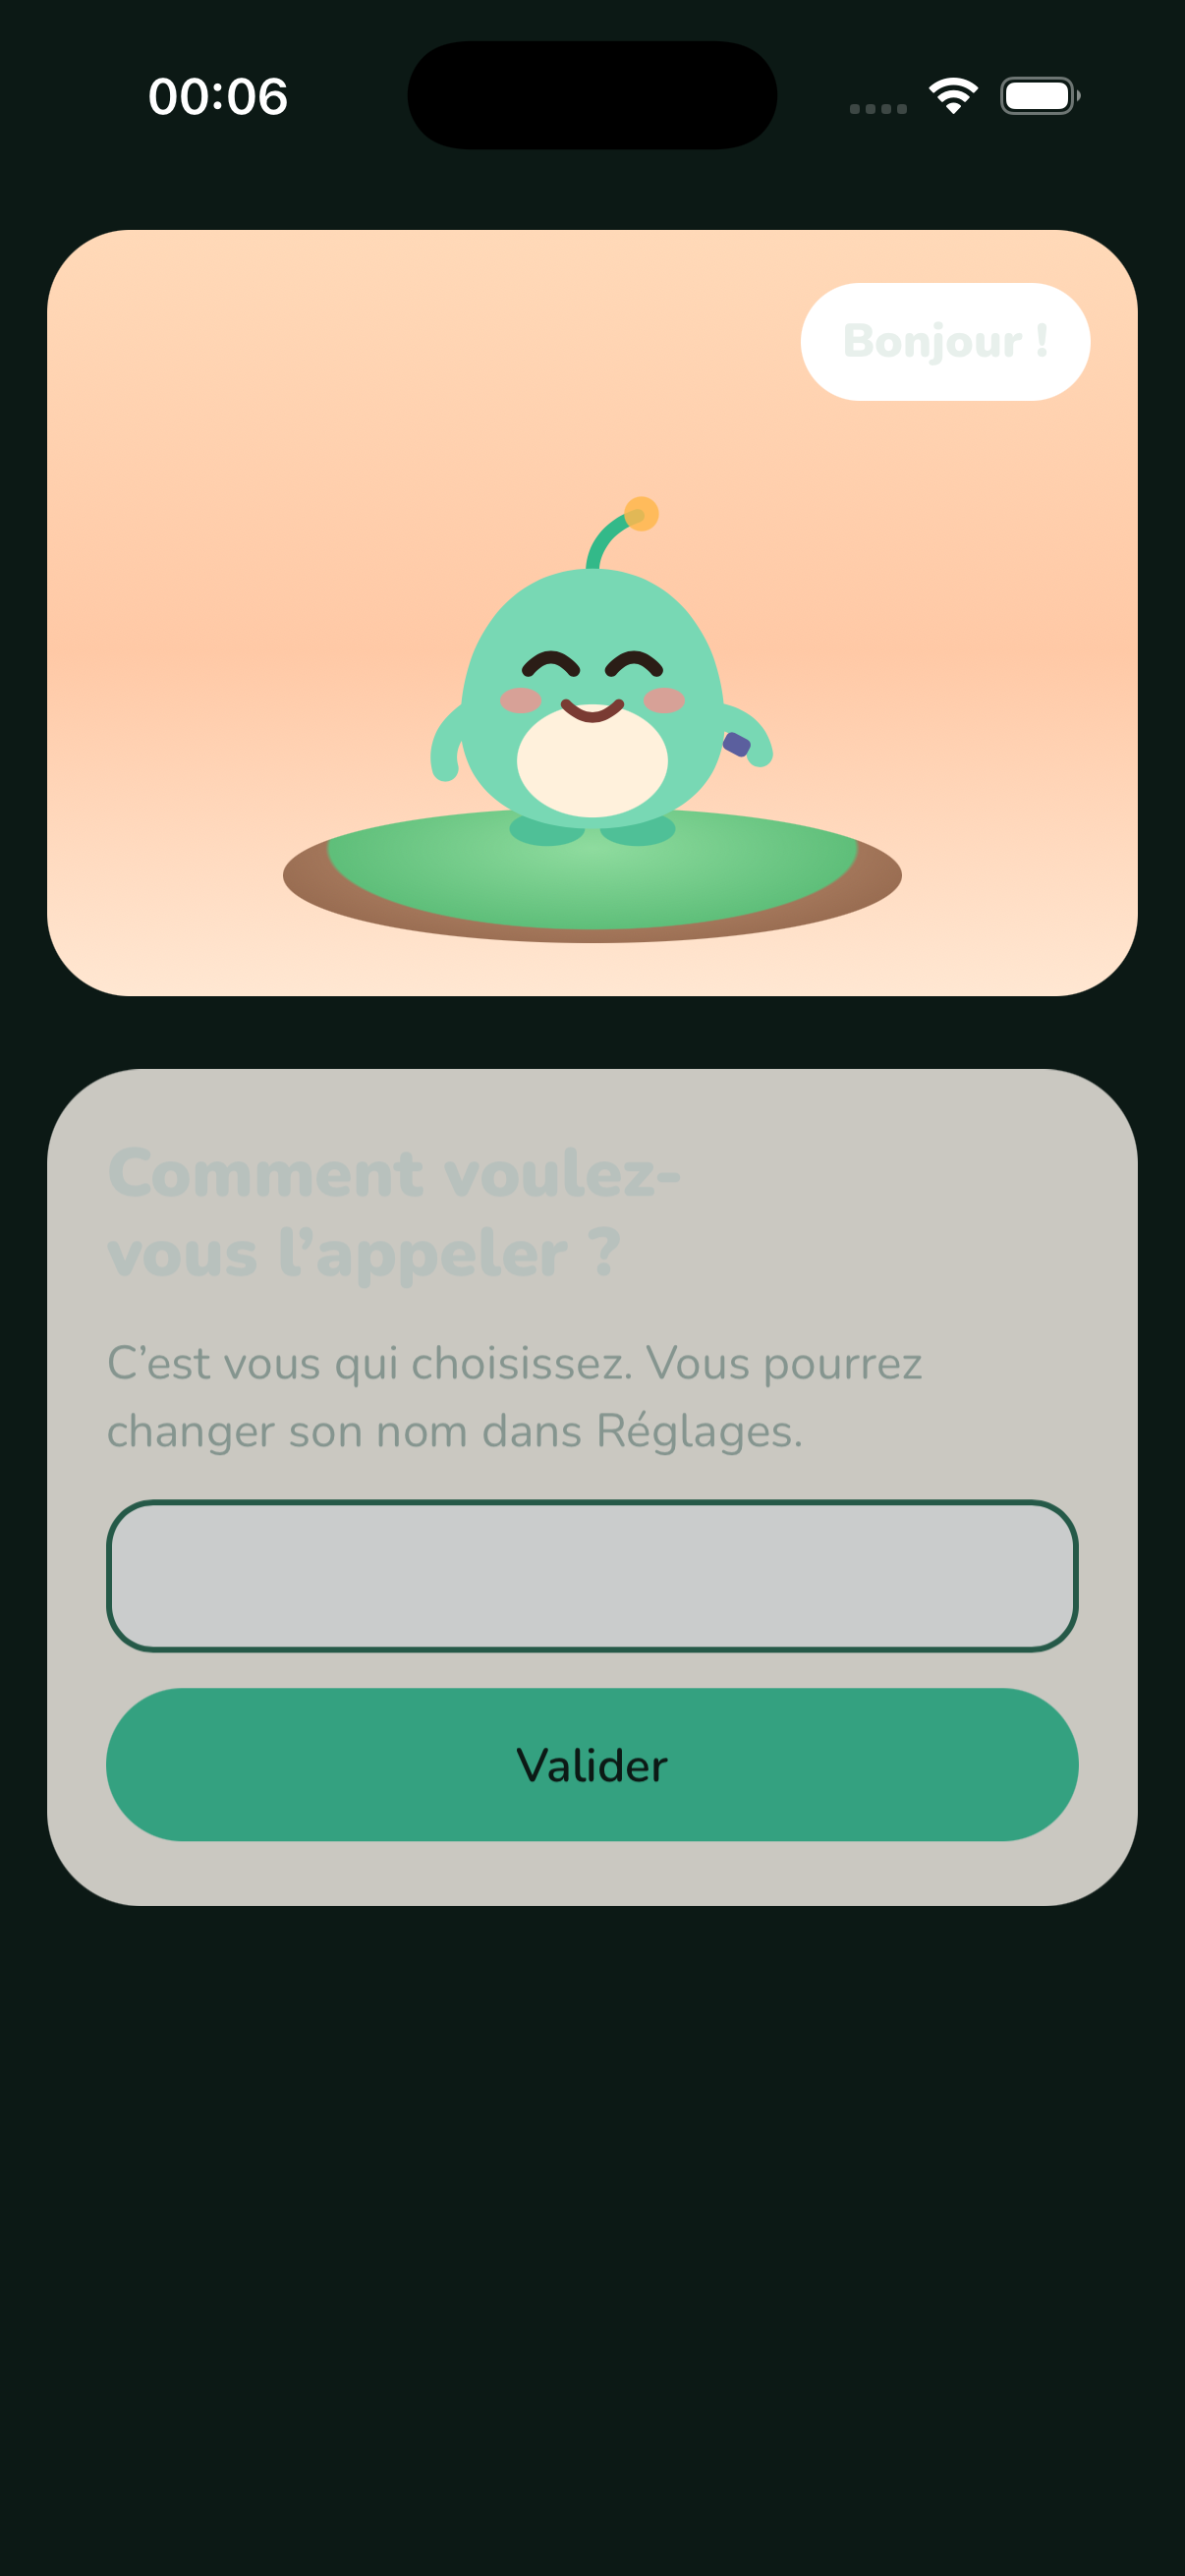 00:06
Bonjour !
Comment voulez-
vous l’appeler ?
C’est vous qui choisissez. Vous pourrez
changer son nom dans Réglages.
Valider